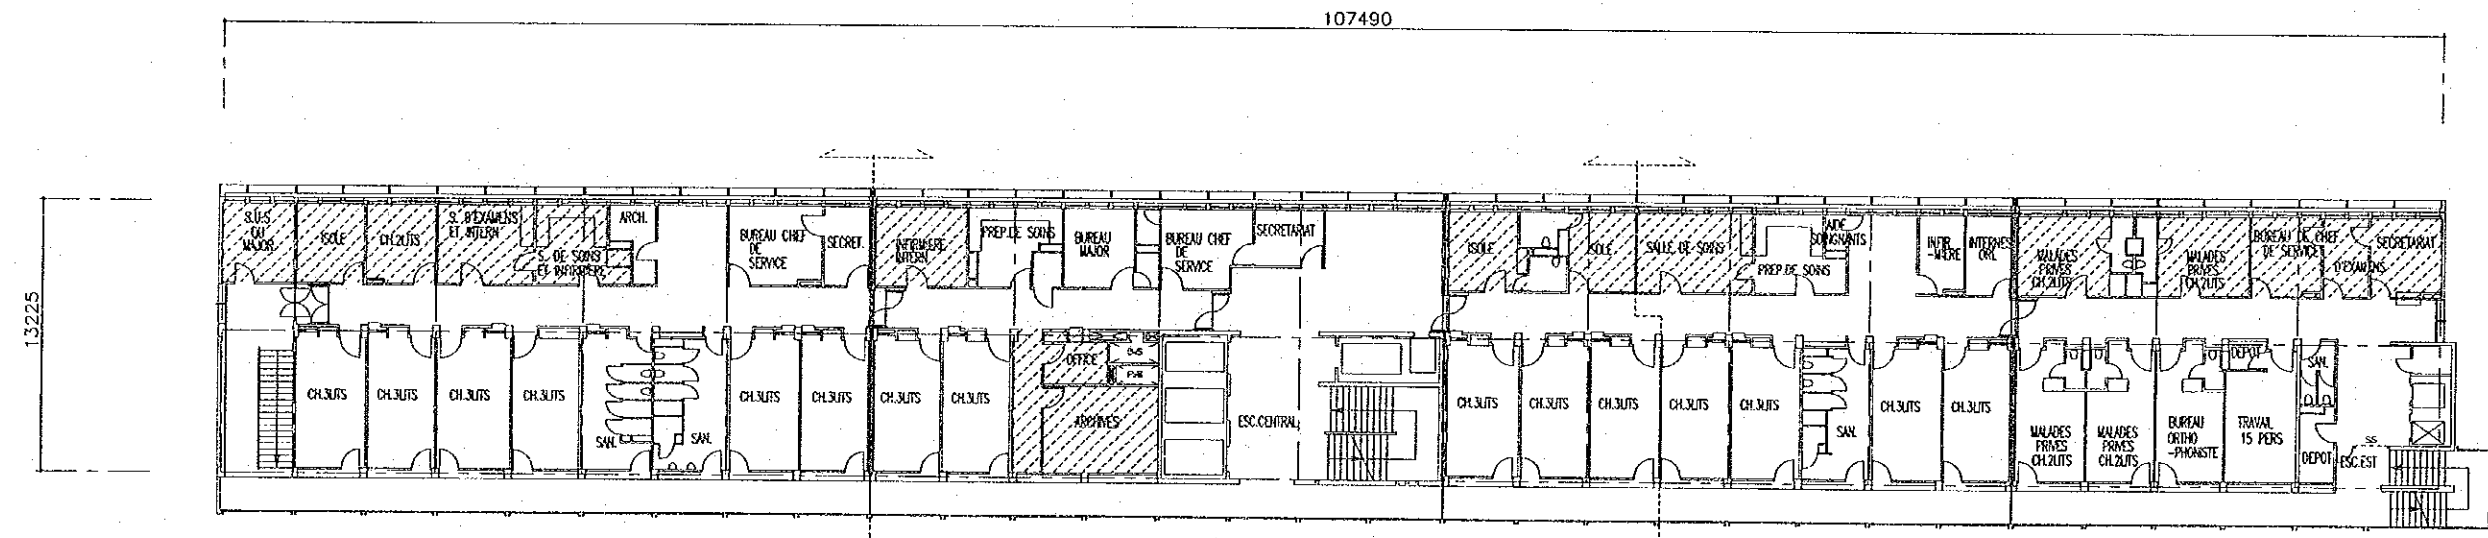 107490
13225
S.U.S
OU
MAJOR
ISOLE
CH.2LITS
S. D'EXAMENS
ET INTERN
S. DE SOINS
ET INFIRMIERE
ARCH.
BUREAU CHEF
DE
SERVICE
SECRET.
INFIRMIERE
INTERN.
PREP.DE SOINS
BUREAU
MAJOR
BUREAU CHEF
DE
SERVICE
SECRETARIAT
ISOLE
ISOLE
SALLE DE SOINS
PREP.DE SOINS
AIDE
SOIGNANTS
INFIR
-MIERE
INTERNES
ORL
MALADES
PRIVES
CH.2LITS
MALADES
PRIVES
CH.2LITS
BUREAU DE CHEF
DE SERVICE
D'EXAMENS
SECRETARIAT
CH.3LITS
CH.3LITS
CH.3LITS
CH.3LITS
SAN.
SAN.
CH.3LITS
CH.3LITS
CH.3LITS
CH.3LITS
OFFICE
ARCHIVES
ESC.CENTRAL
CH.3LITS
CH.3LITS
CH.3LITS
CH.3LITS
CH.3LITS
SAN.
CH.3LITS
CH.3LITS
MALADES
PRIVES
CH.2LITS
MALADES
PRIVES
CH.2LITS
BUREAU
ORTHO
-PHONISTE
DEPOT
TRAVAIL
15 PERS
SAN.
DEPOT
SS
ESC.EST